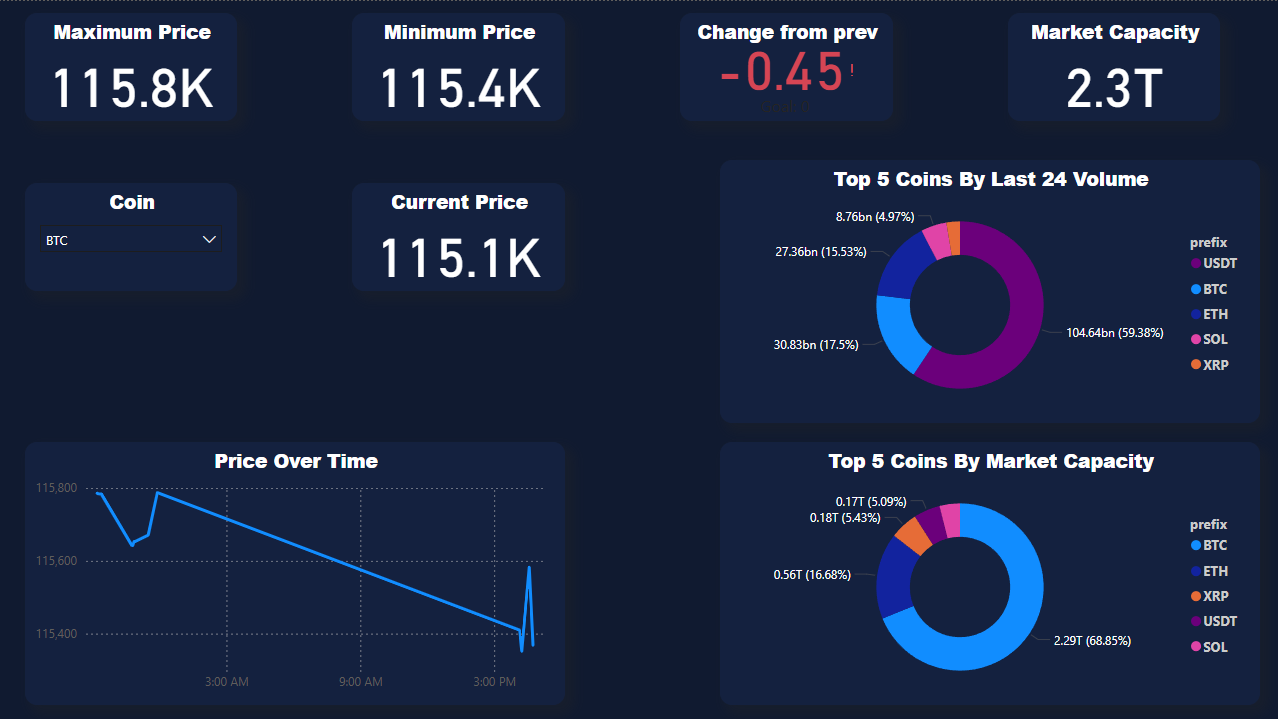 Maximum Price
115.8K
Minimum Price
115.4K
Change from prev
-0.45!
Market Capacity
2.3T
Coin
BTC
Current Price
115.1K
Top 5 Coins By Last 24 Volume
8.76bn (4.97%)
27.36bn (15.53%)
30.83bn (17.5%)
104.64bn (59.38%)
prefix
USDT
BTC
ETH
SOL
XRP
Price Over Time
115,800
115,600
115,400
3:00 AM
9:00 AM
3:00 PM
Top 5 Coins By Market Capacity
0.17T (5.09%)
0.18T (5.43%)
0.56T (16.68%)
2.29T (68.85%)
prefix
BTC
ETH
XRP
USDT
SOL